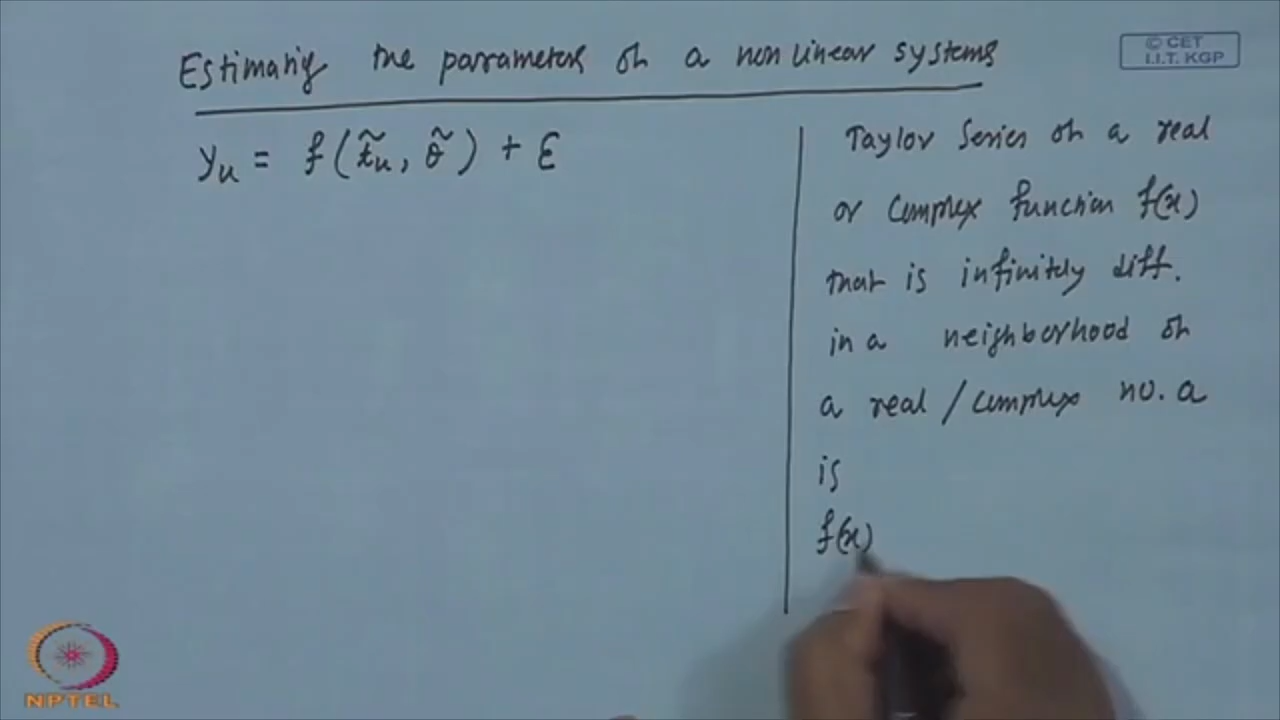 Estimating the parameters of a non linear systems
© CET
I.I.T. KGP
yᵤ = f(t̃ᵤ, θ̃) + ε
Taylor Series of a real
or complex function f(x)
that is infinitely diff.
in a neighborhood of
a real / complex no. a
is
f(x)
NPTEL